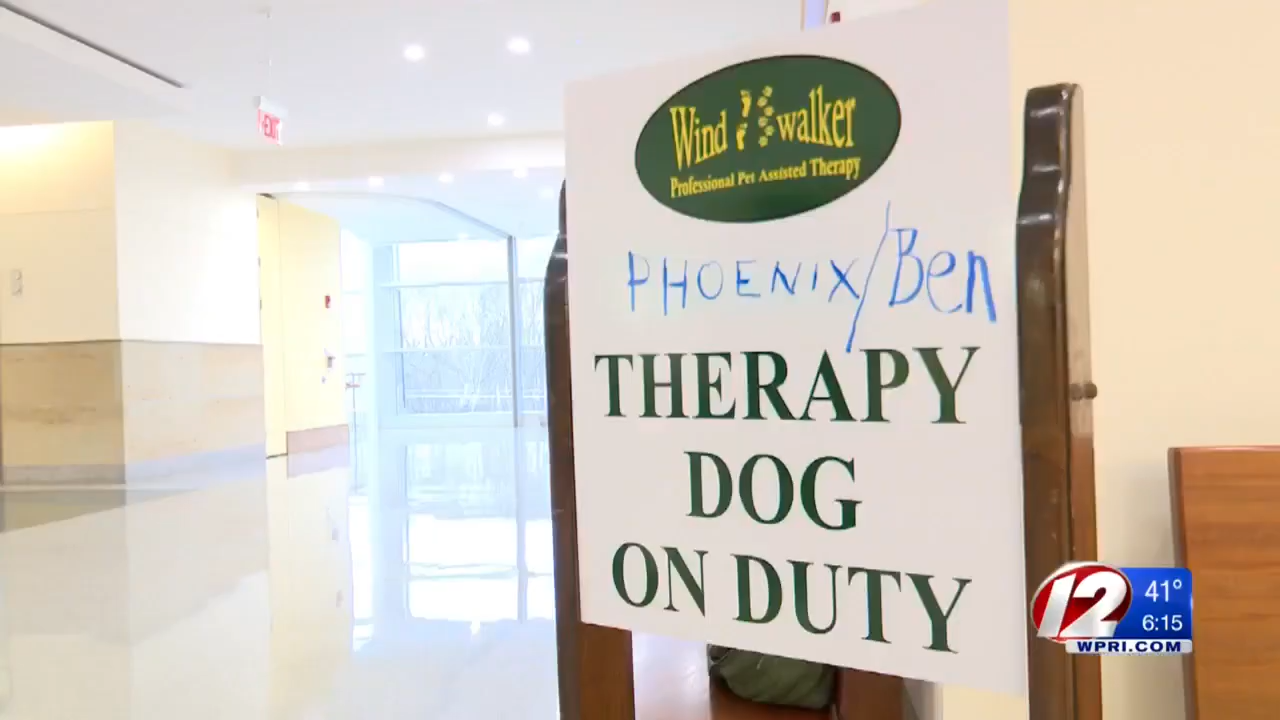 EXIT
Wind walker
Professional Pet Assisted Therapy
PHOENIX/Ben
THERAPY
DOG
ON DUTY
12
41°
6:15
WPRI.COM